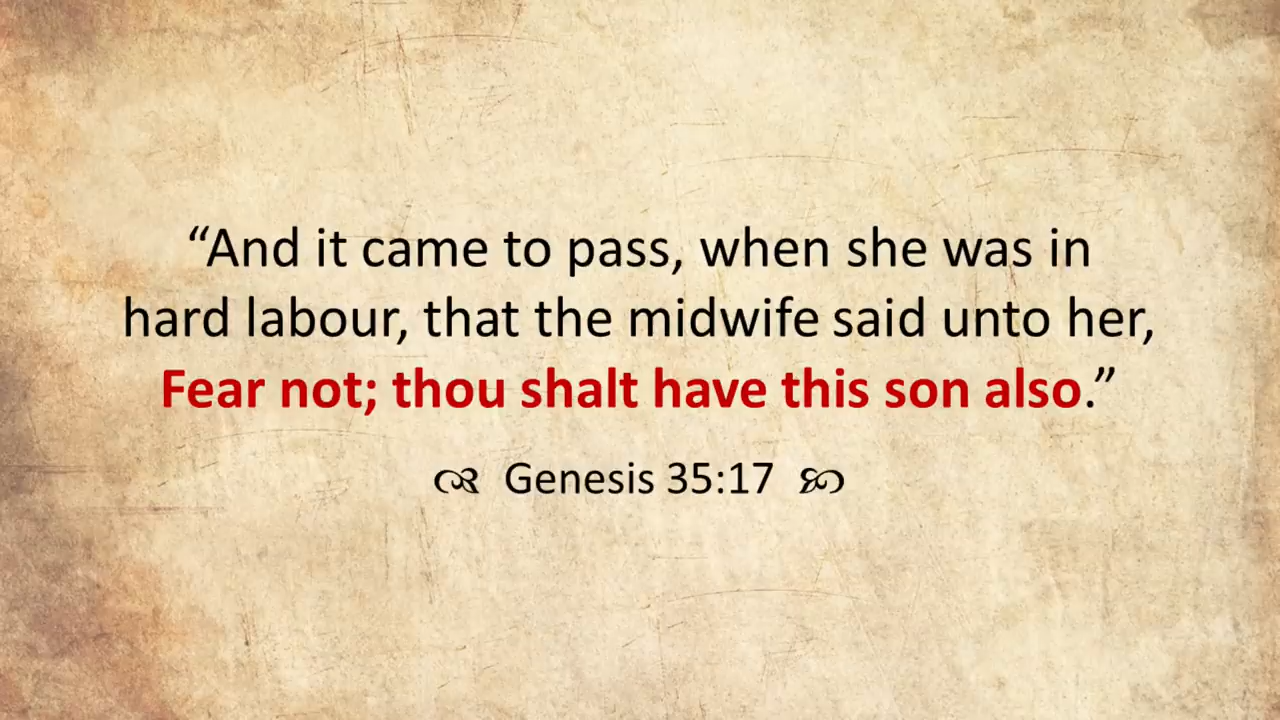 “And it came to pass, when she was in
hard labour, that the midwife said unto her,
Fear not; thou shalt have this son also.”
Genesis 35:17